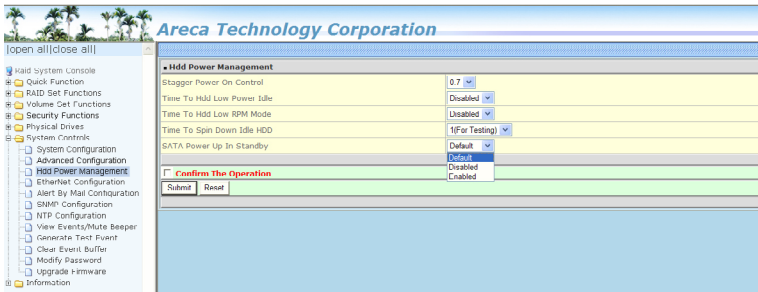 Areca Technology Corporation
|open all|close all|
Raid System Console
Quick Function
RAID Set Functions
Volume Set Functions
Security Functions
Physical Drives
System Controls
System Configuration
Advanced Configuration
Hdd Power Management
EtherNet Configuration
Alert By Mail Configuration
SNMP Configuration
NTP Configuration
View Events/Mute Beeper
Generate Test Event
Clear Event Buffer
Modify Password
Upgrade Firmware
Information
Hdd Power Management
Stagger Power On Control 0.7
Time To Hdd Low Power Idle Disabled
Time To Hdd Low RPM Mode Disabled
Time To Spin Down Idle HDD 1(For Testing)
SATA Power Up In Standby Default
Default
Disabled
Enabled
Confirm The Operation
Submit Reset